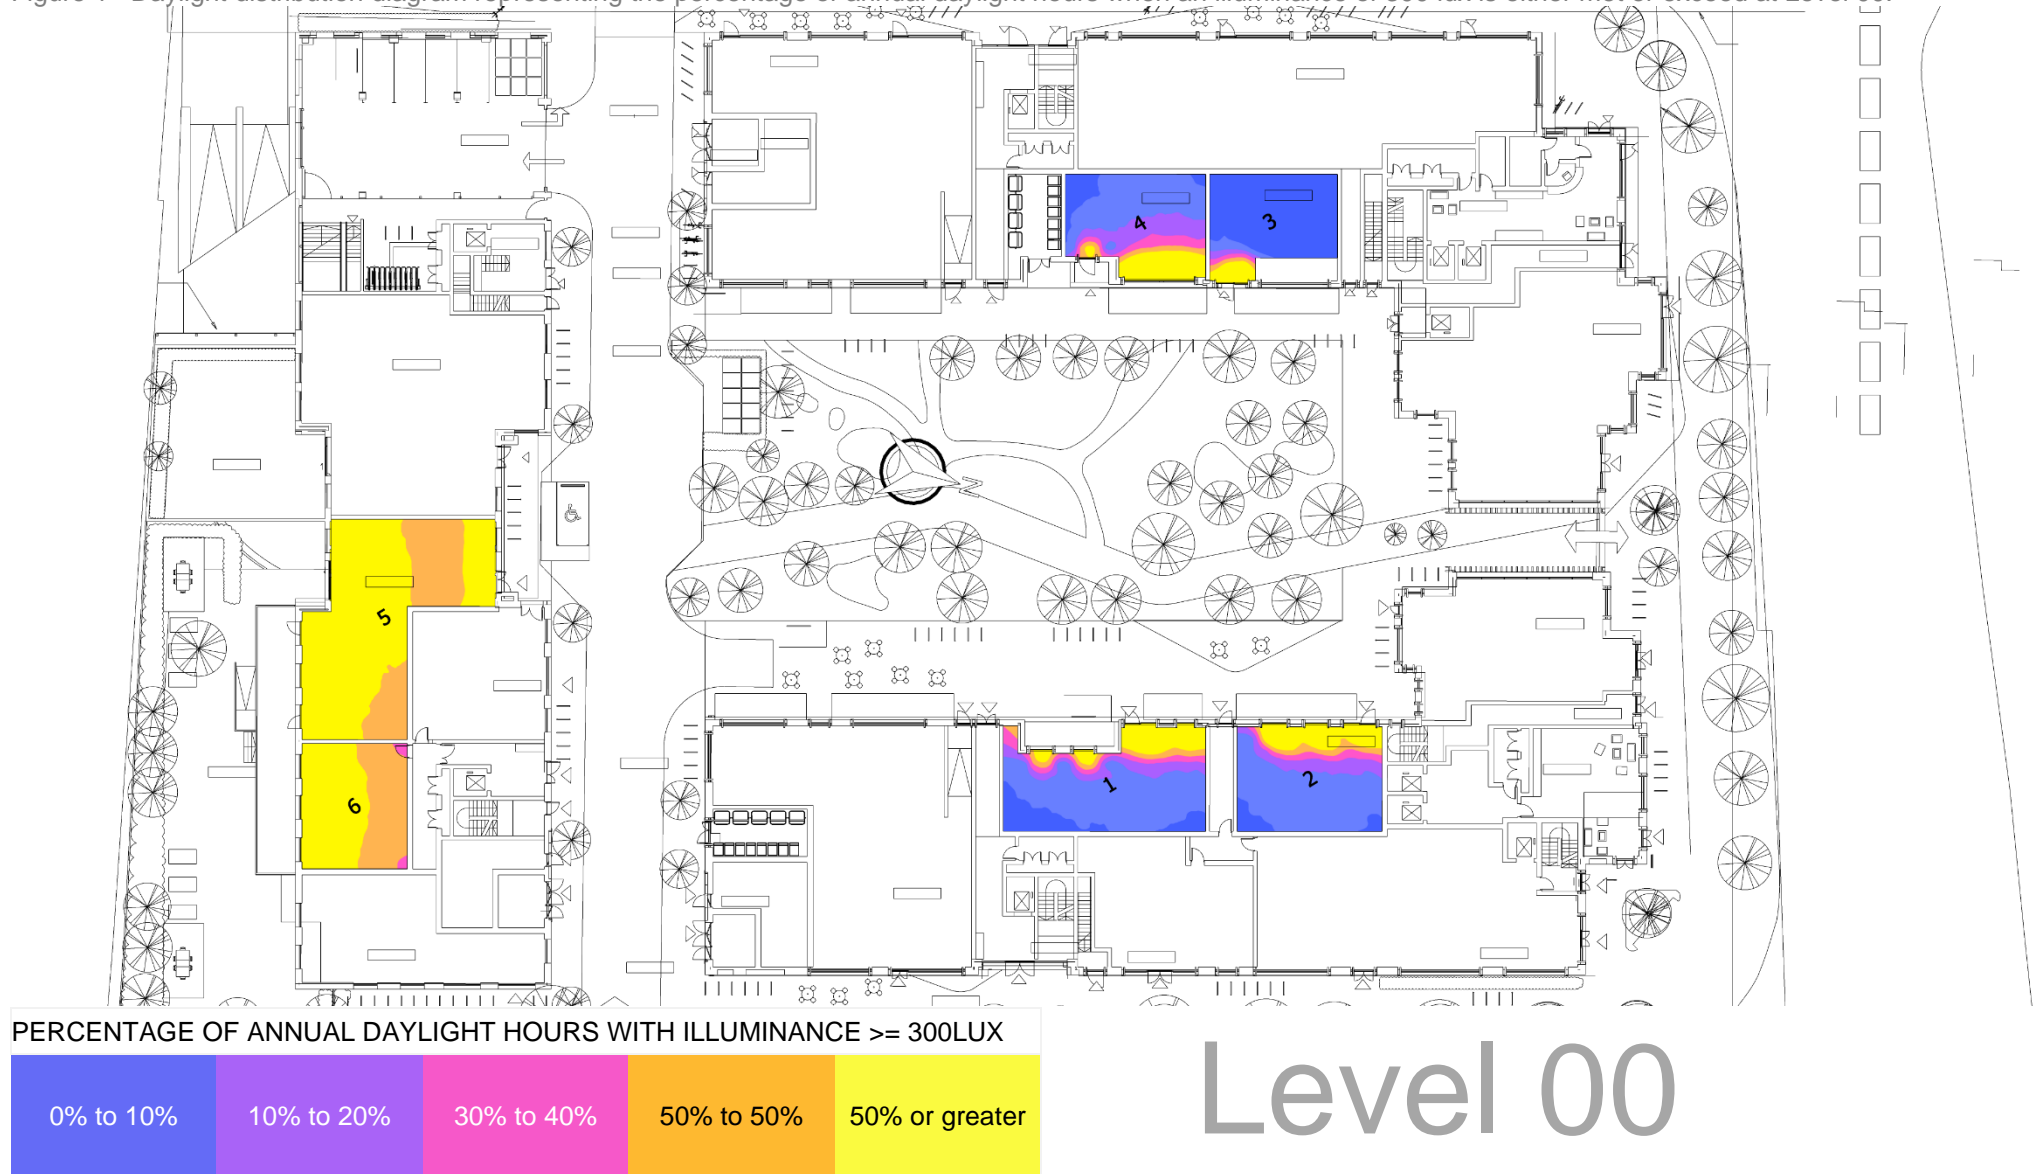 4
3
N
5
1
2
6
PERCENTAGE OF ANNUAL DAYLIGHT HOURS WITH ILLUMINANCE >= 300LUX
0% to 10%
10% to 20%
30% to 40%
50% to 50%
50% or greater
Level 00